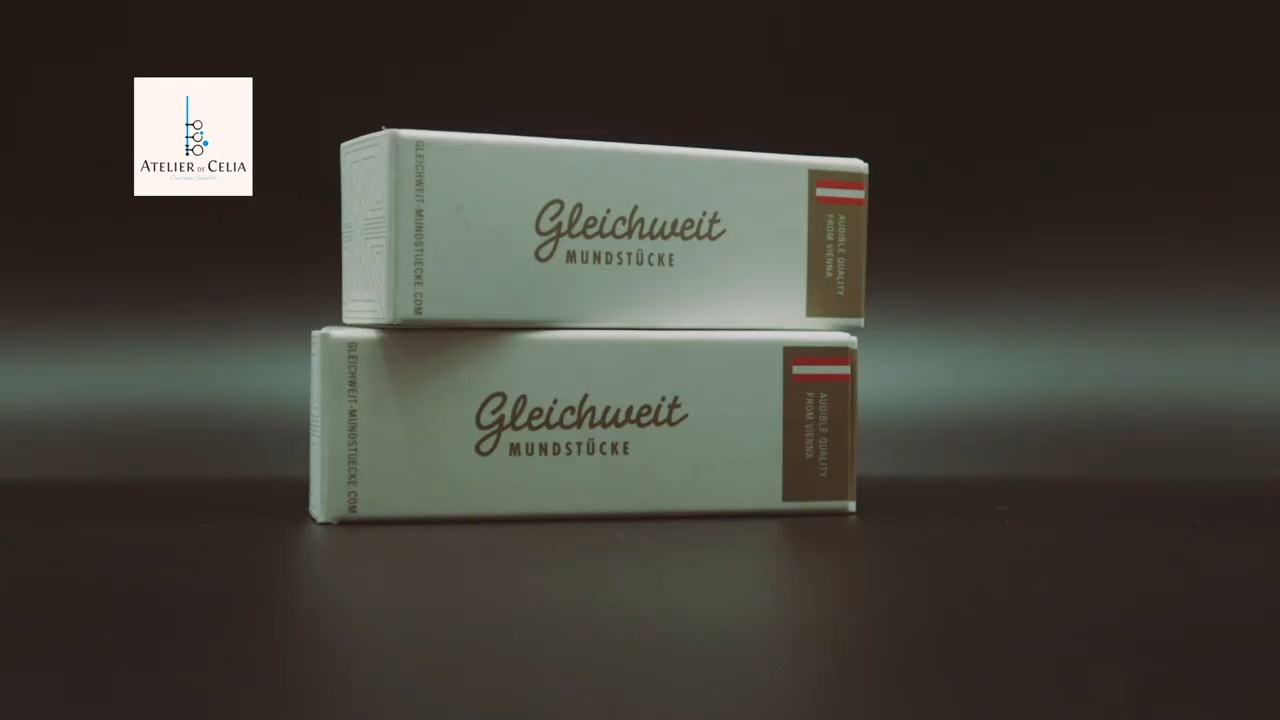 ATELIER DE CELIA
GLEICHWEIT-MUNDSTUECKE.COM
Gleichweit
MUNDSTÜCKE
AUDIBLE QUALITY
FROM VIENNA
GLEICHWEIT-MUNDSTUECKE.COM
Gleichweit
MUNDSTÜCKE
AUDIBLE QUALITY
FROM VIENNA